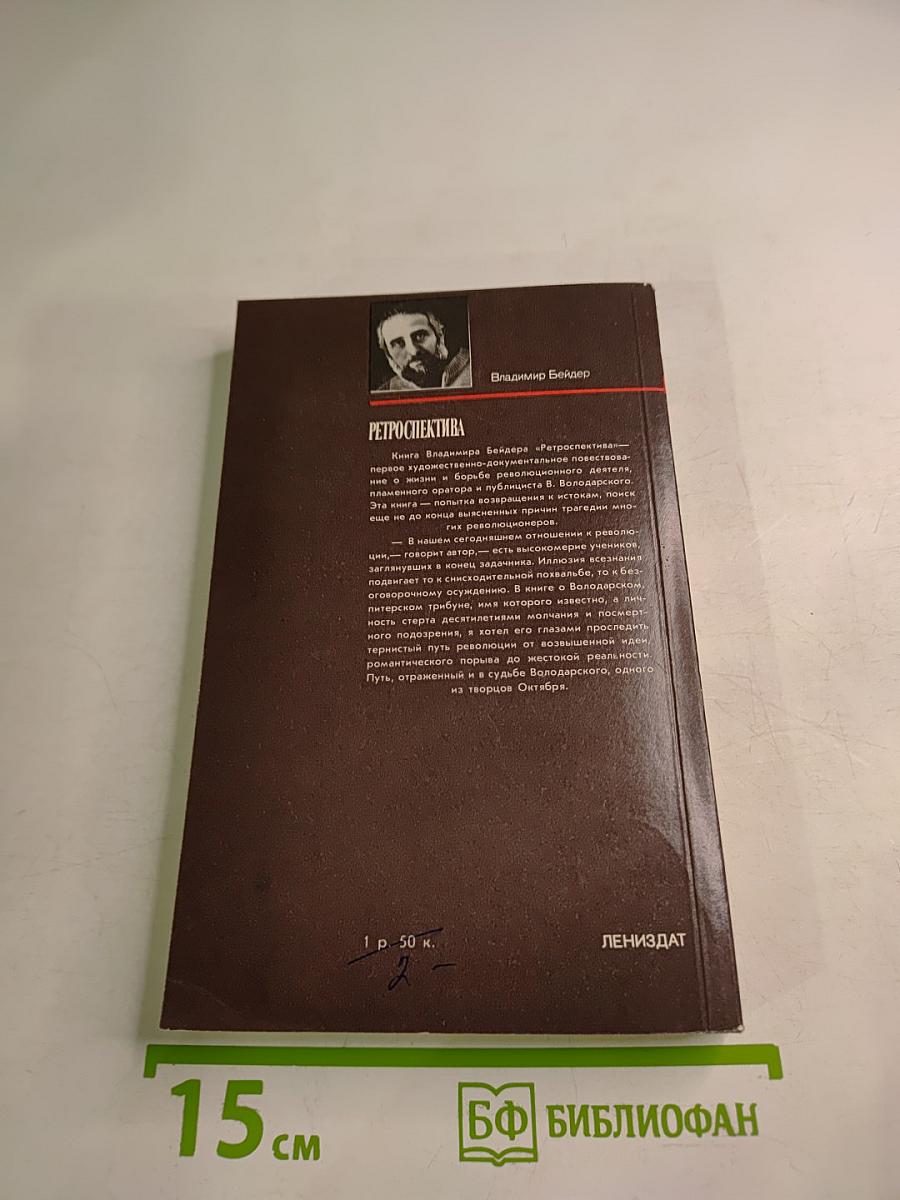 Владимир Бейдер
РЕТРОСПЕКТИВА
Книга Владимира Бейдера «Ретроспектива»—
первое художественно-документальное повествова-
ние о жизни и борьбе революционного деятеля,
пламенного оратора и публициста В. Володарского.
Эта книга — попытка возвращения к истокам, поиск
еще не до конца выясненных причин трагедии мно-
гих революционеров.
— В нашем сегодняшнем отношении к револю-
ции,— говорит автор,— есть высокомерие учеников,
заглянувших в конец задачника. Иллюзия всезнания
подвигает то к снисходительной похвальбе, то к без-
оговорочному осуждению. В книге о Володарском,
питерском трибуне, имя которого известно, а лич-
ность стерта десятилетиями молчания и посмерт-
ного подозрения, я хотел его глазами проследить
тернистый путь революции от возвышенной идеи,
романтического порыва до жестокой реальности.
Путь, отраженный и в судьбе Володарского, одного
из творцов Октября.
1 р. 50 к.
2 —
ЛЕНИЗДАТ
15 см
БФ БИБЛИОФАН